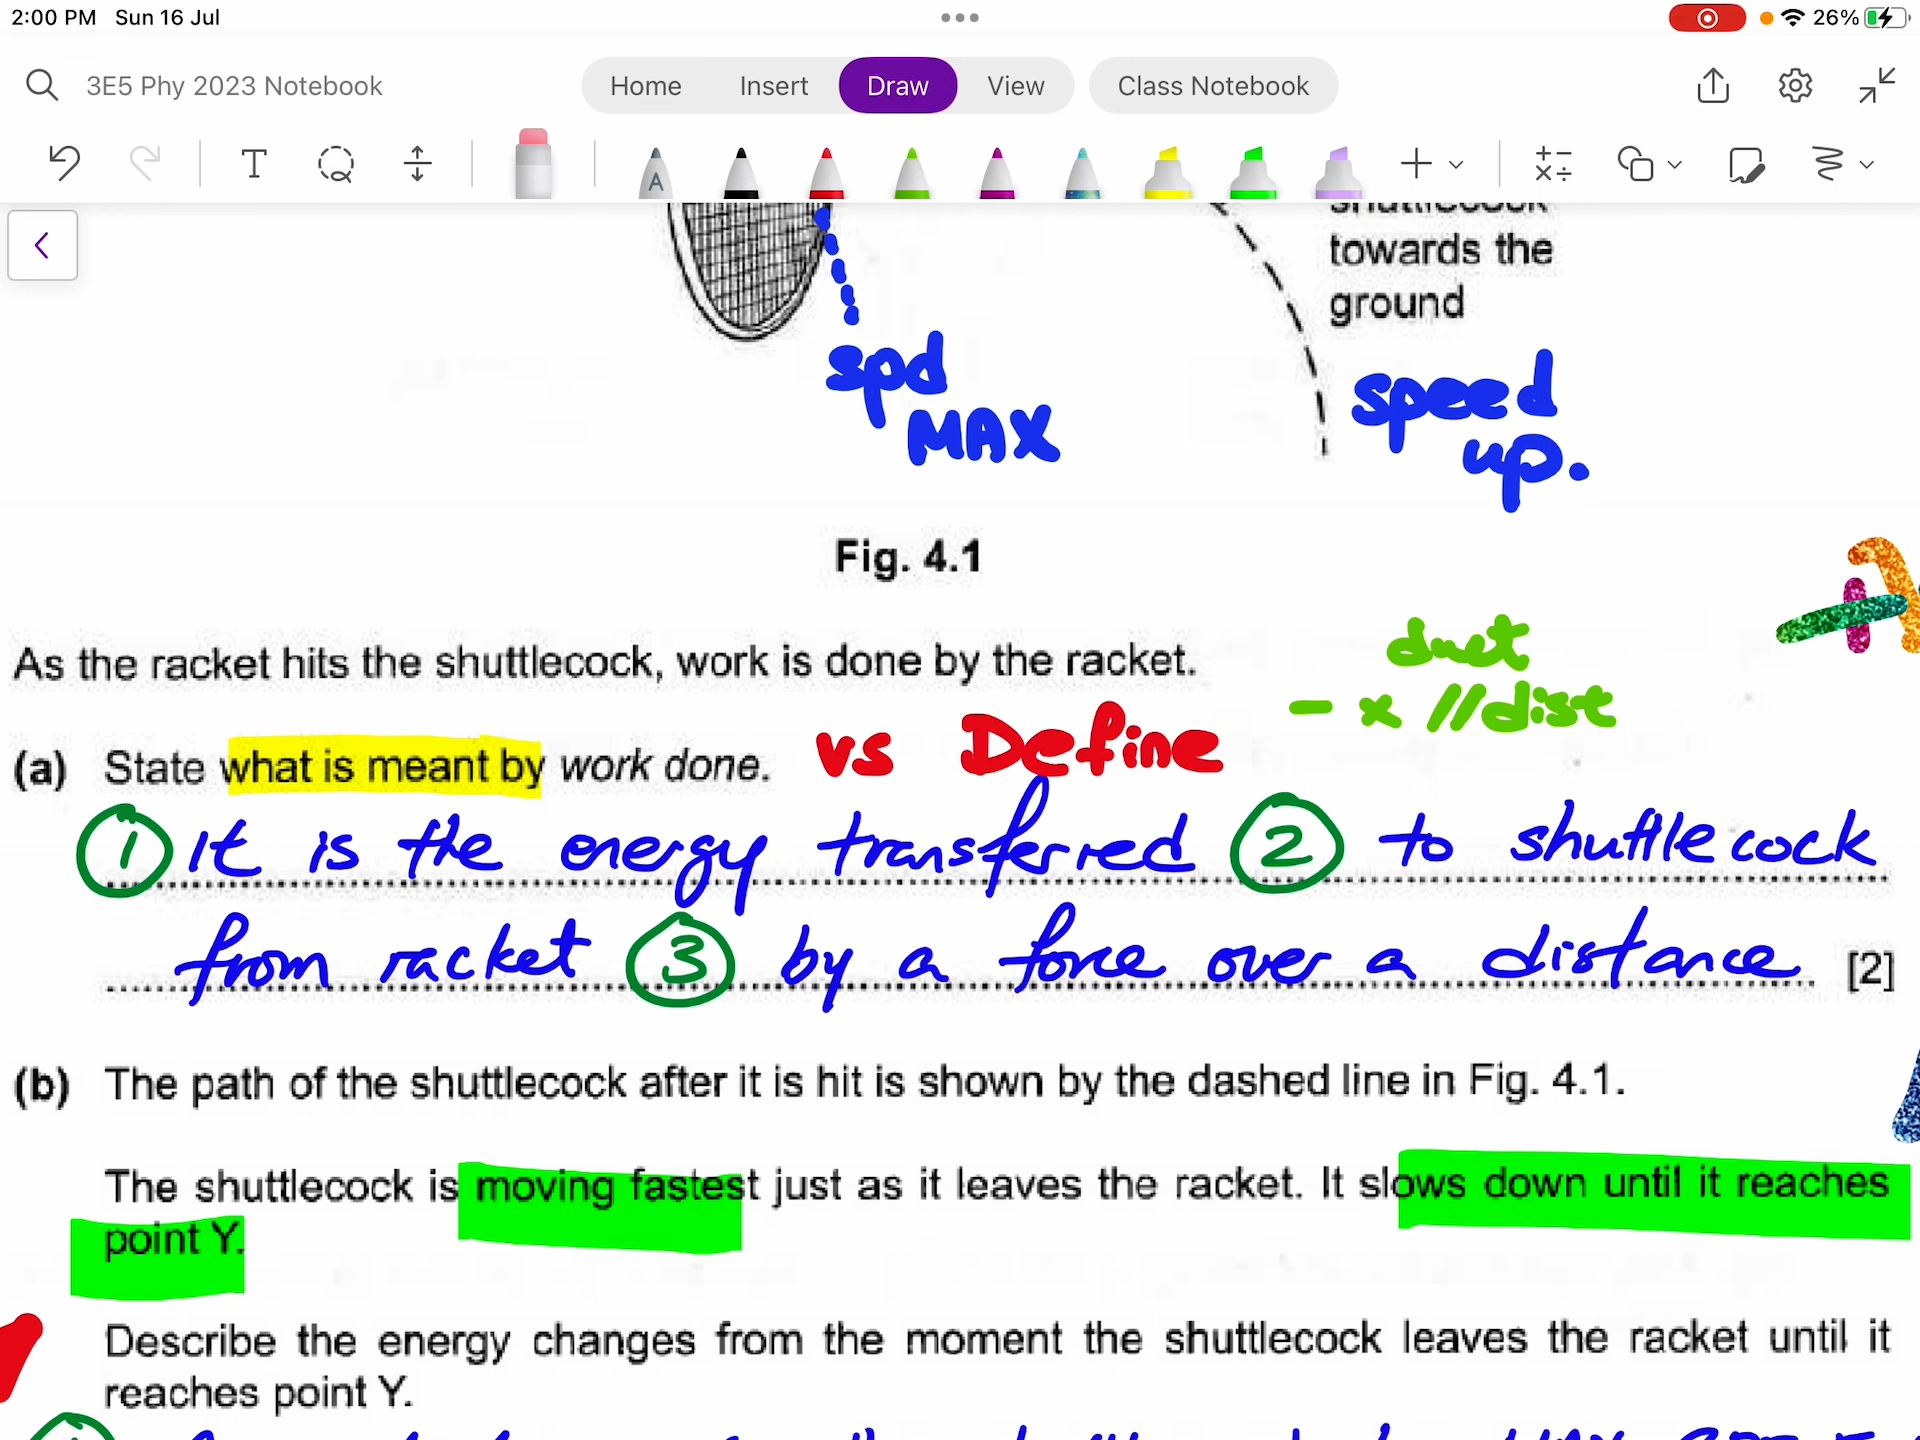 2:00 PM Sun 16 Jul
26%
3E5 Phy 2023 Notebook
Home Insert Draw View Class Notebook
T
A
shuttlecock
towards the
ground
spd
MAX
speed
up.
Fig. 4.1
As the racket hits the shuttlecock, work is done by the racket.
- x //dist
(a) State what is meant by work done. vs Define
① It is the energy transferred ② to shuttlecock
from racket ③ by a force over a distance [2]
(b) The path of the shuttlecock after it is hit is shown by the dashed line in Fig. 4.1.
The shuttlecock is moving fastest just as it leaves the racket. It slows down until it reaches
point Y.
Describe the energy changes from the moment the shuttlecock leaves the racket until it
reaches point Y.